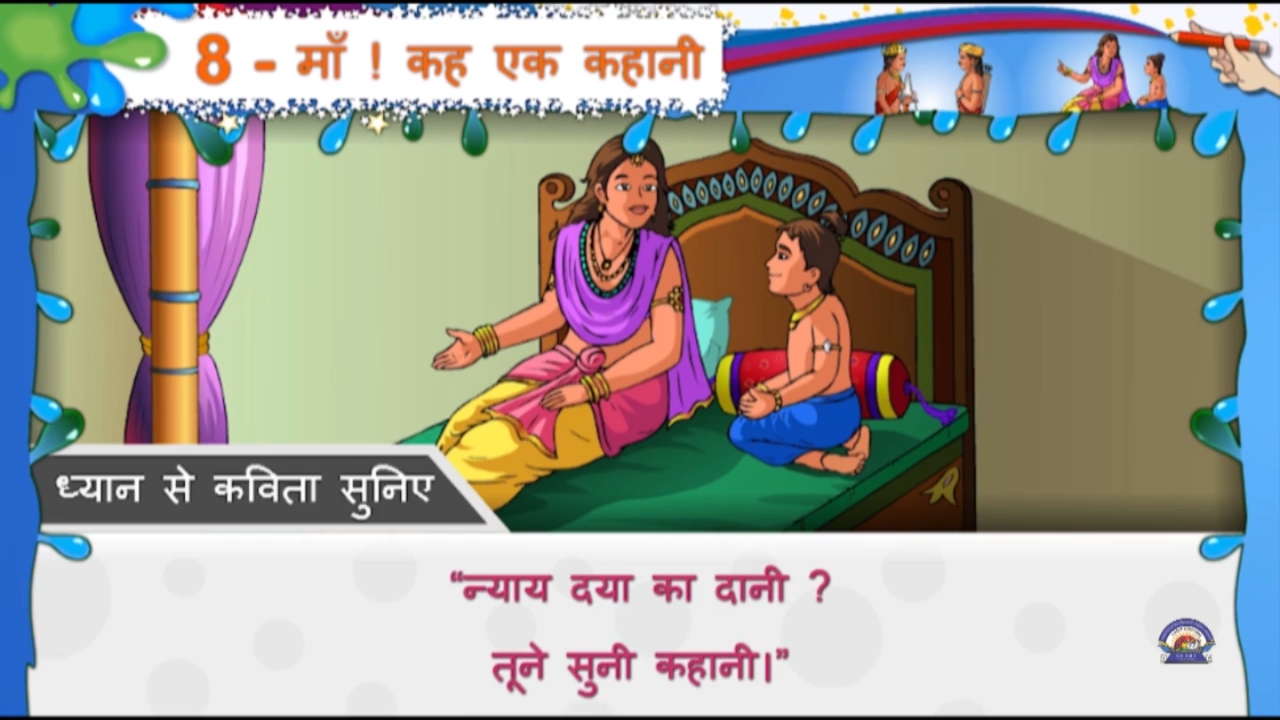 8 - माँ ! कह एक कहानी
ध्यान से कविता सुनिए
“न्याय दया का दानी ?
तूने सुनी कहानी।”